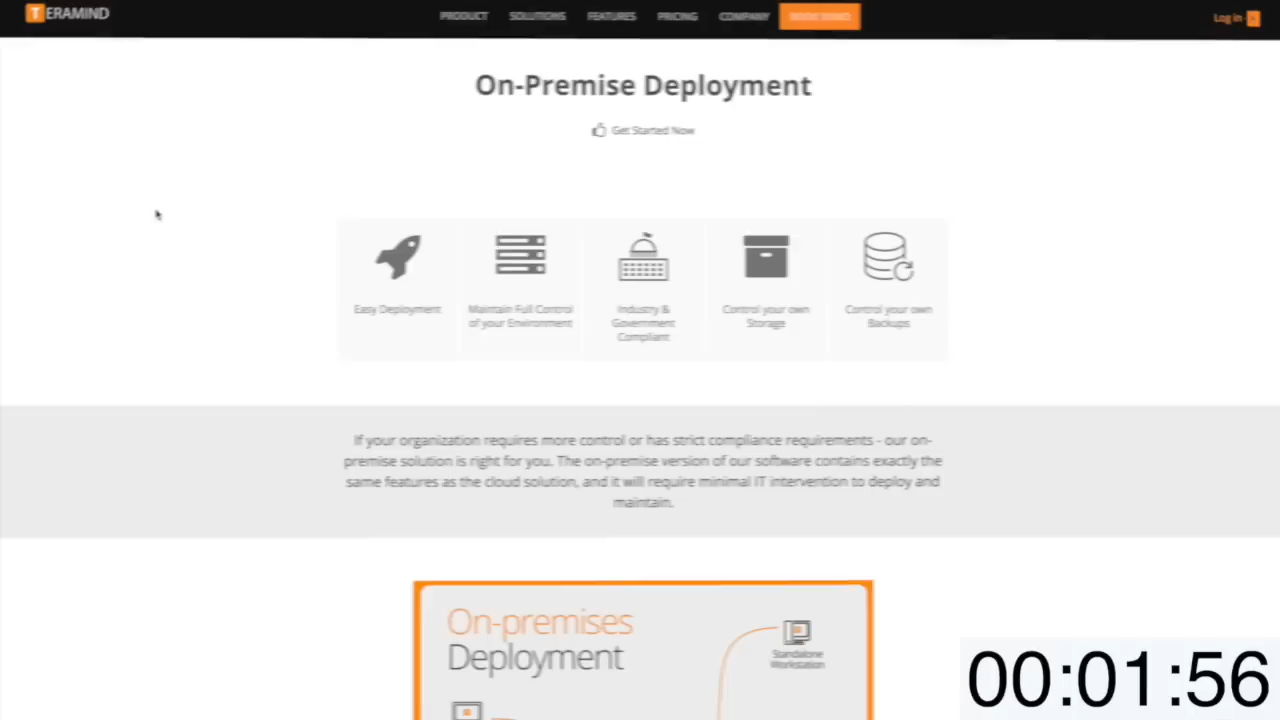 TERAMIND
PRODUCT SOLUTIONS FEATURES PRICING COMPANY
Log in
On-Premise Deployment
Get Started Now
Easy Deployment
Maintain Full Control
of your Environment
Industry &
Government
Compliant
Control your own
Storage
Control your own
Backups
If your organization requires more control or has strict compliance requirements - our on-
premise solution is right for you. The on-premise version of our software contains exactly the
same features as the cloud solution, and it will require minimal IT intervention to deploy and
maintain.
On-premises
Deployment
Standalone
Workstation
00:01:56